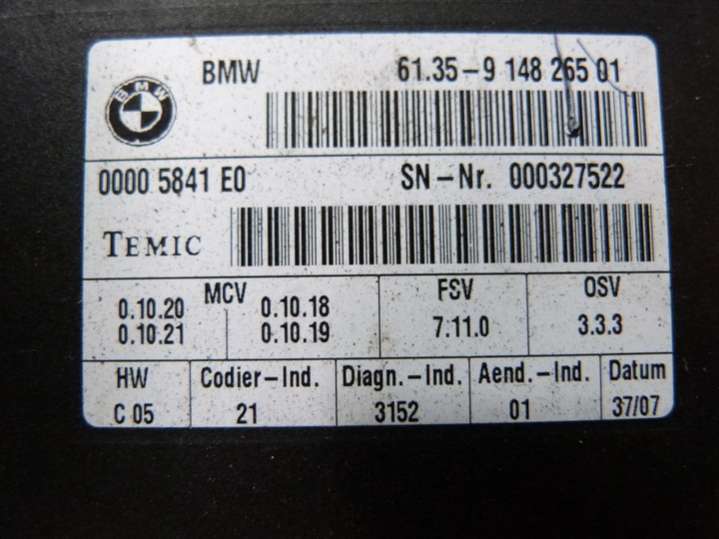 BMW
BMW 61.35-9 148 265 01
0000 5841 E0 SN-Nr. 000327522
TEMIC
MCV FSV OSV
0.10.20 0.10.18
0.10.21 0.10.19 7.11.0 3.3.3
HW Codier-Ind. Diagn.-Ind. Aend.-Ind. Datum
C 05 21 3152 01 37/07